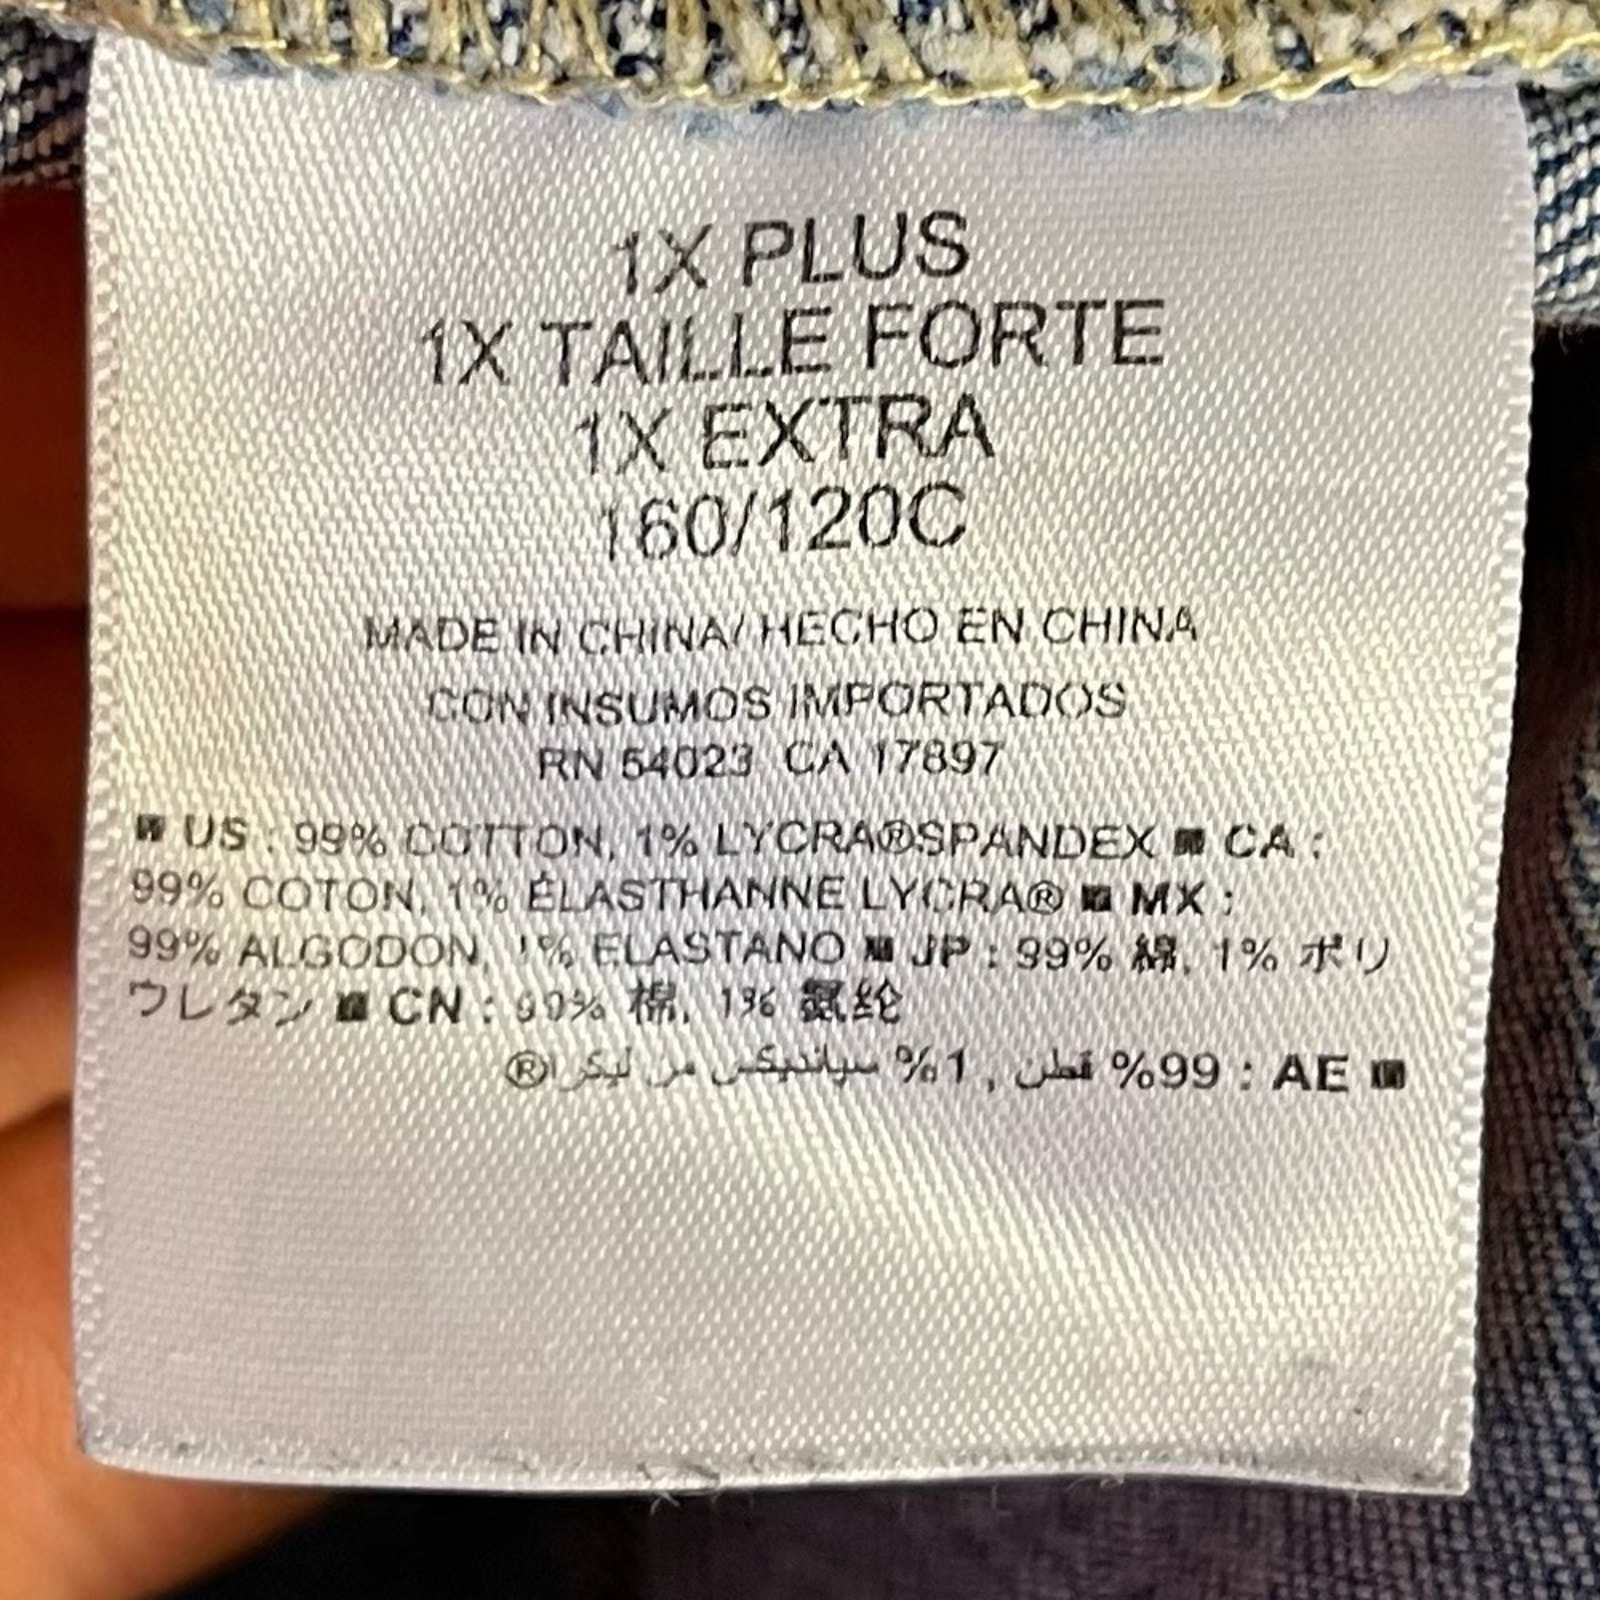 1X PLUS
1X TAILLE FORTE
1X EXTRA
160/120C
MADE IN CHINA/ HECHO EN CHINA
CON INSUMOS IMPORTADOS
RN 54023 CA 17897
■ US : 99% COTTON, 1% LYCRA®SPANDEX ■ CA :
99% COTON, 1% ÉLASTHANNE LYCRA® ■ MX :
99% ALGODON, 1% ELASTANO ■ JP : 99% 綿, 1% ポリ
ウレタン ■ CN : 99% 棉, 1% 氨纶
■ AE : 99% قطن , 1% سباندیکس من لیکرا®